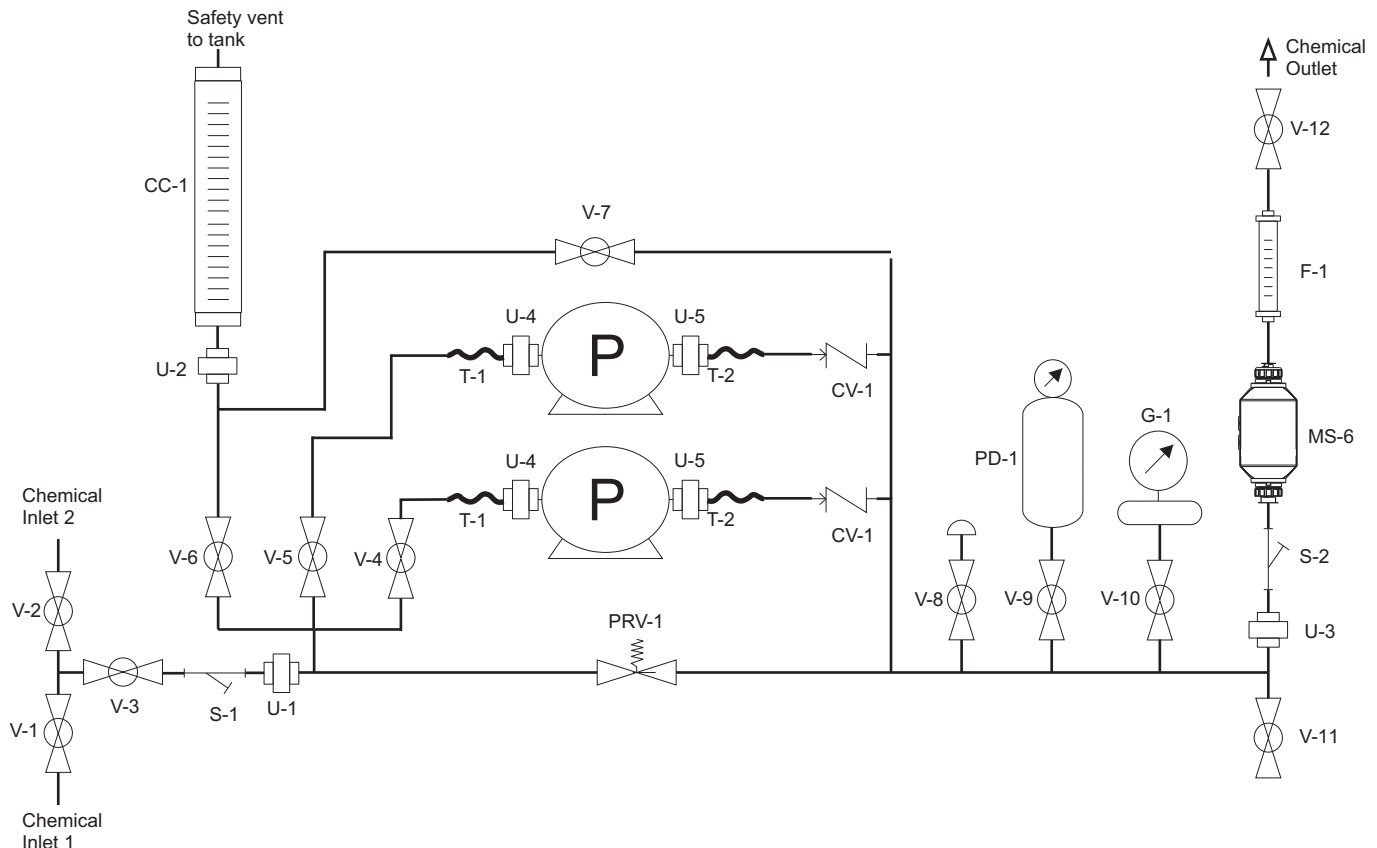 Safety vent
to tank
Chemical
Outlet
V-12
CC-1
V-7
F-1
U-4
U-5
P
U-2
T-1
T-2
CV-1
G-1
MS-6
PD-1
U-4
U-5
P
Chemical
Inlet 2
T-1
T-2
CV-1
V-6
V-5
V-4
S-2
V-2
V-8
V-9
V-10
PRV-1
U-3
V-3
S-1
U-1
V-1
V-11
Chemical
Inlet 1